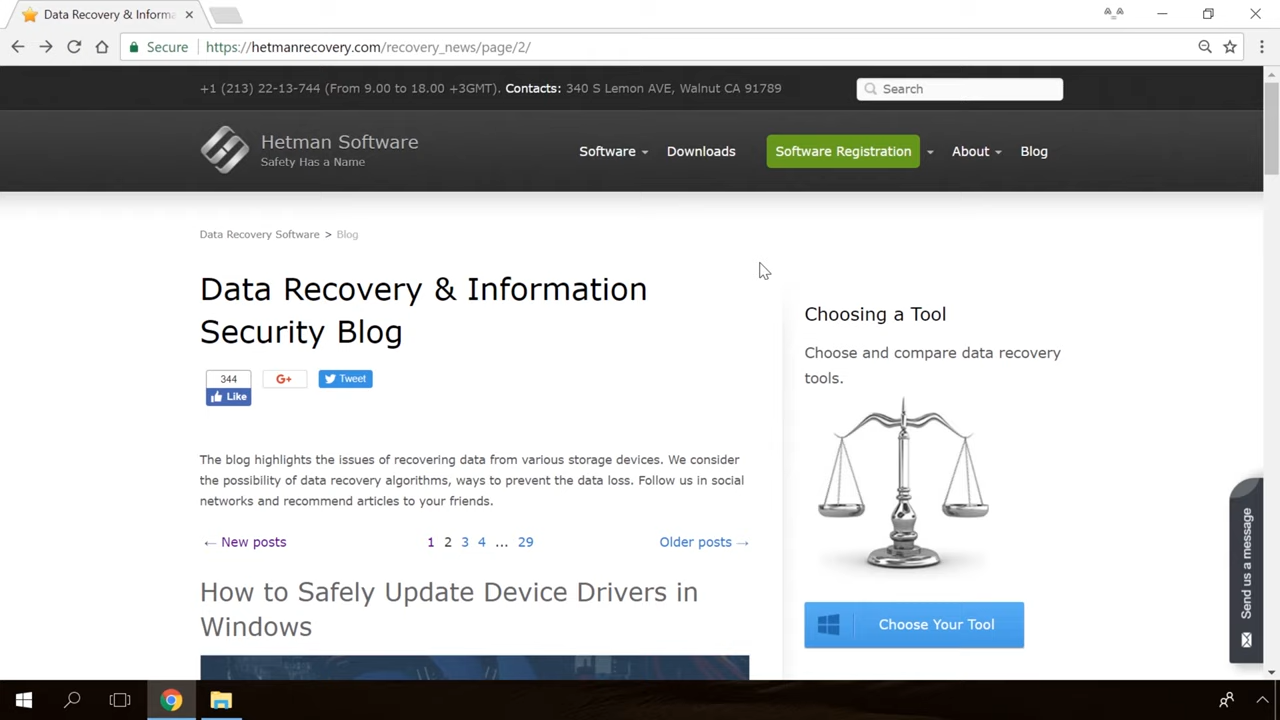 Data Recovery & Informa
Secure
https://hetmanrecovery.com/recovery_news/page/2/
+1 (213) 22-13-744 (From 9.00 to 18.00 +3GMT). Contacts: 340 S Lemon AVE, Walnut CA 91789
Search
Hetman Software
Safety Has a Name
Software
Downloads
Software Registration
About
Blog
Data Recovery Software > Blog
Data Recovery & Information
Security Blog
344
Like
G+
Tweet
The blog highlights the issues of recovering data from various storage devices. We consider
the possibility of data recovery algorithms, ways to prevent the data loss. Follow us in social
networks and recommend articles to your friends.
← New posts
1 2 3 4 ... 29
Older posts →
How to Safely Update Device Drivers in
Windows
Choosing a Tool
Choose and compare data recovery
tools.
Choose Your Tool
Send us a message